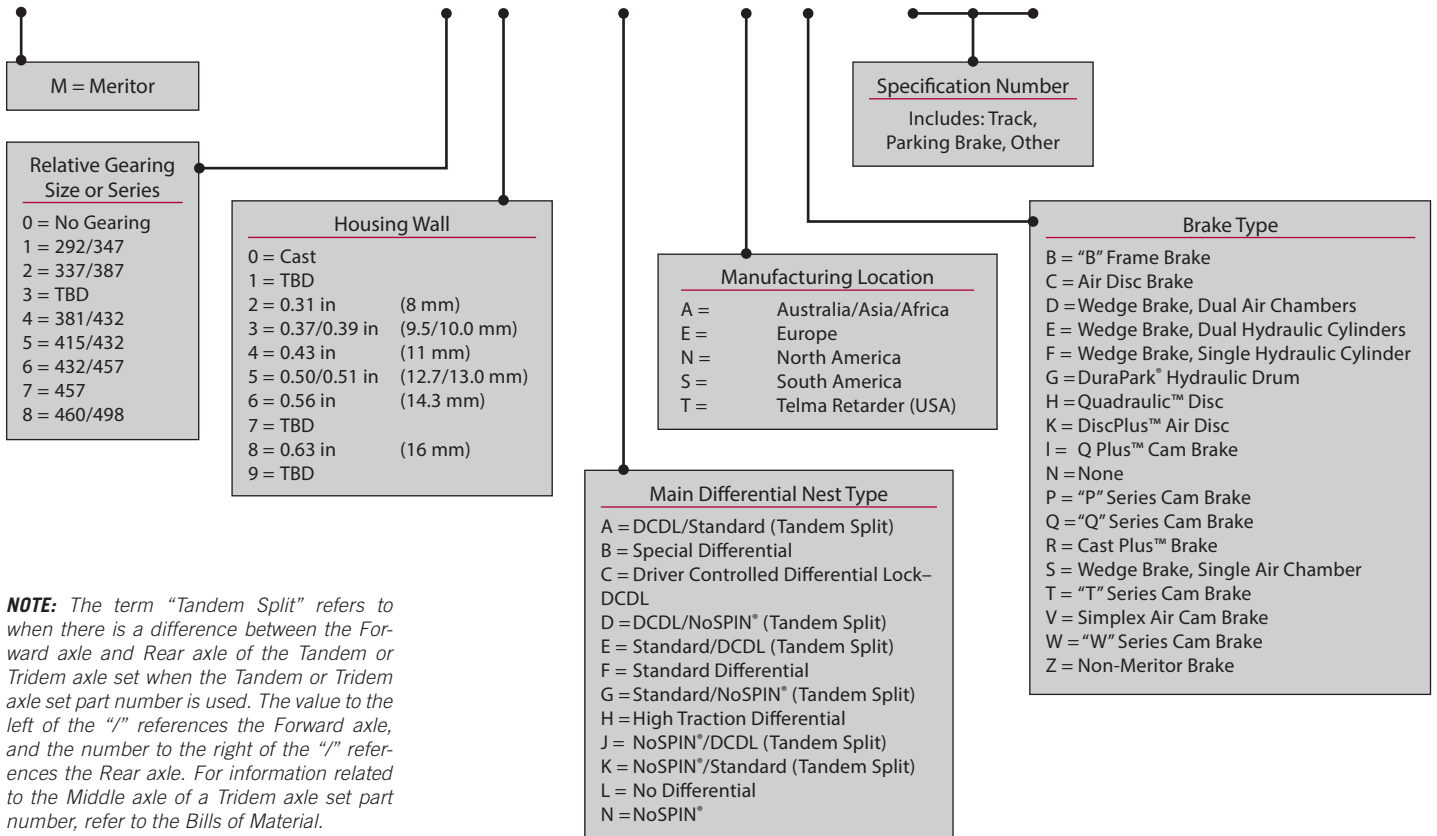 M = Meritor
Specification Number
Includes: Track,
Parking Brake, Other
Relative Gearing
Size or Series
0 = No Gearing
1 = 292/347
2 = 337/387
3 = TBD
4 = 381/432
5 = 415/432
6 = 432/457
7 = 457
8 = 460/498
Housing Wall
0 = Cast
1 = TBD
2 = 0.31 in (8 mm)
3 = 0.37/0.39 in (9.5/10.0 mm)
4 = 0.43 in (11 mm)
5 = 0.50/0.51 in (12.7/13.0 mm)
6 = 0.56 in (14.3 mm)
7 = TBD
8 = 0.63 in (16 mm)
9 = TBD
Manufacturing Location
A = Australia/Asia/Africa
E = Europe
N = North America
S = South America
T = Telma Retarder (USA)
Brake Type
B = “B” Frame Brake
C = Air Disc Brake
D = Wedge Brake, Dual Air Chambers
E = Wedge Brake, Dual Hydraulic Cylinders
F = Wedge Brake, Single Hydraulic Cylinder
G = DuraPark® Hydraulic Drum
H = Quadraulic™ Disc
K = DiscPlus™ Air Disc
l = Q Plus™ Cam Brake
N = None
P = “P” Series Cam Brake
Q = “Q” Series Cam Brake
R = Cast Plus™ Brake
S = Wedge Brake, Single Air Chamber
T = “T” Series Cam Brake
V = Simplex Air Cam Brake
W = “W” Series Cam Brake
Z = Non-Meritor Brake
Main Differential Nest Type
A = DCDL/Standard (Tandem Split)
B = Special Differential
C = Driver Controlled Differential Lock–
DCDL
D = DCDL/NoSPIN® (Tandem Split)
E = Standard/DCDL (Tandem Split)
F = Standard Differential
G = Standard/NoSPIN® (Tandem Split)
H = High Traction Differential
J = NoSPIN®/DCDL (Tandem Split)
K = NoSPIN®/Standard (Tandem Split)
L = No Differential
N = NoSPIN®
NOTE: The term “Tandem Split” refers to
when there is a difference between the For-
ward axle and Rear axle of the Tandem or
Tridem axle set when the Tandem or Tridem
axle set part number is used. The value to the
left of the “/” references the Forward axle,
and the number to the right of the “/” refer-
ences the Rear axle. For information related
to the Middle axle of a Tridem axle set part
number, refer to the Bills of Material.